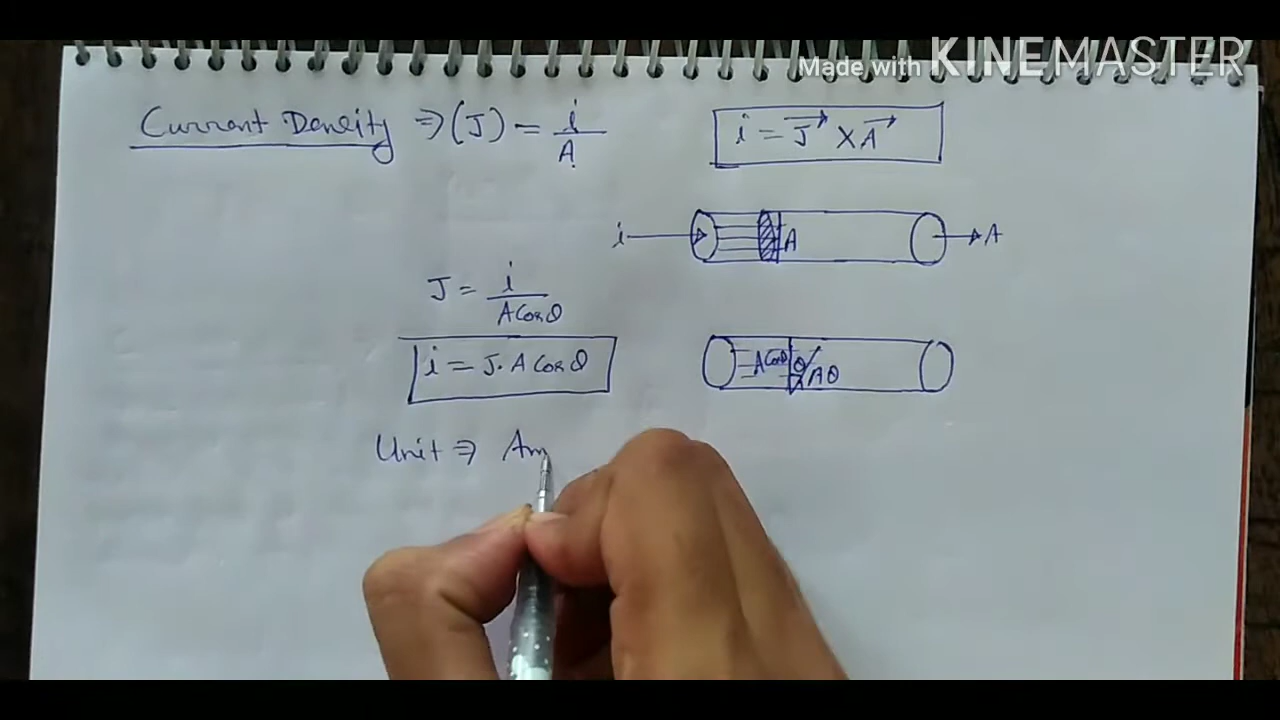 Made with KINEMASTER
Current Density ⇒ (J) = i/A
i = J⃗ × A⃗
i A A
J = i/A Cos θ
i = J. A Cos θ
A Cos θ θ A θ
Unit ⇒ Am